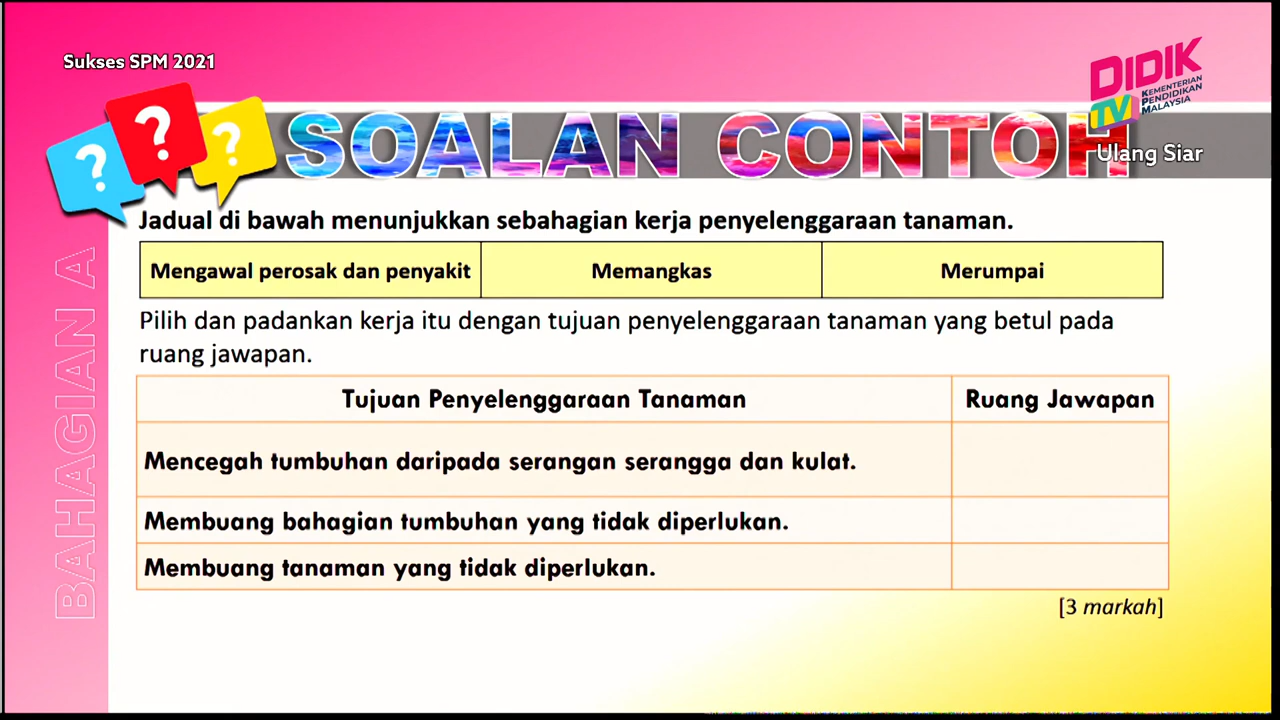 Sukses SPM 2021
DIDIK
TV
KEMENTERIAN
PENDIDIKAN
MALAYSIA
? ? ?
SOALAN CONTOH
Ulang Siar
BAHAGIAN A
Jadual di bawah menunjukkan sebahagian kerja penyelenggaraan tanaman.
Mengawal perosak dan penyakit Memangkas Merumpai
Pilih dan padankan kerja itu dengan tujuan penyelenggaraan tanaman yang betul pada
ruang jawapan.
Tujuan Penyelenggaraan Tanaman Ruang Jawapan
Mencegah tumbuhan daripada serangan serangga dan kulat.
Membuang bahagian tumbuhan yang tidak diperlukan.
Membuang tanaman yang tidak diperlukan.
[3 markah]